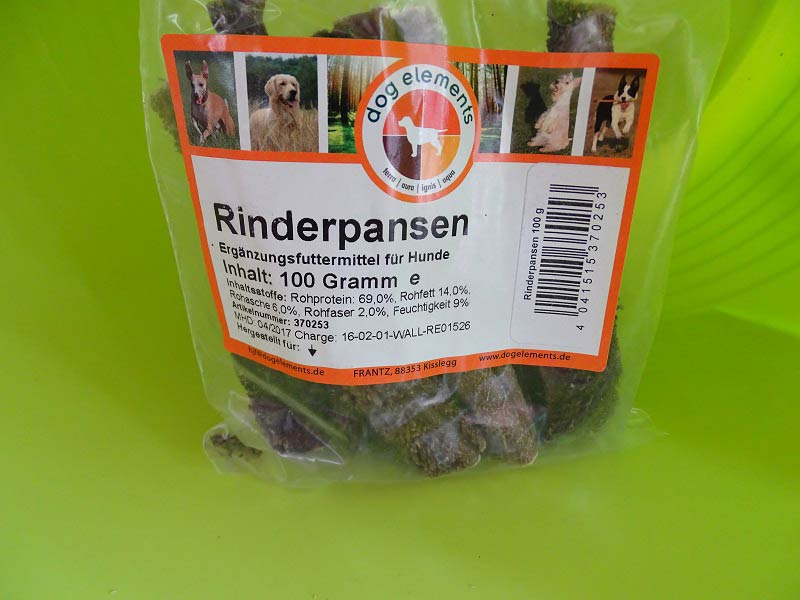 dog elements
terra | aura | ignis | aqua
Rinderpansen
Ergänzungsfuttermittel für Hunde
Inhalt: 100 Gramm e
Inhaltsstoffe: Rohprotein: 69,0%, Rohfett 14,0%,
Rohasche 6,0%, Rohfaser 2,0%, Feuchtigkeit 9%
Artikelnummer: 370253
MHD: 04/2017 Charge: 16-02-01-WALL-RE01526
Hergestellt für:
@dogelements.de
FRANTZ, 88353 Kisslegg
www.dogelements.de
Rinderpansen 100 g
4 041515 370253